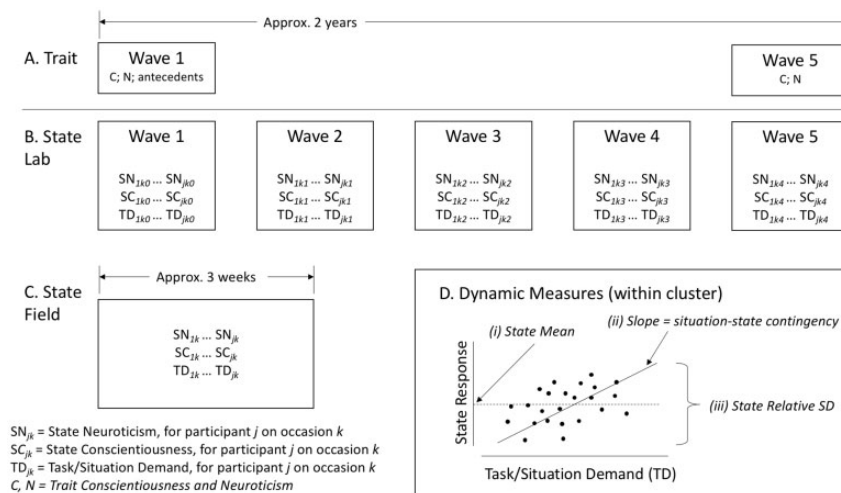 Approx. 2 years
A. Trait
Wave 1
C; N; antecedents
Wave 5
C; N
B. State
Lab
Wave 1
SN1k0 ... SNjk0
SC1k0 ... SCjk0
TD1k0 ... TDjk0
Wave 2
SN1k1 ... SNjk1
SC1k1 ... SCjk1
TD1k1 ... TDjk1
Wave 3
SN1k2 ... SNjk2
SC1k2 ... SCjk2
TD1k2 ... TDjk2
Wave 4
SN1k3 ... SNjk3
SC1k3 ... SCjk3
TD1k3 ... TDjk3
Wave 5
SN1k4 ... SNjk4
SC1k4 ... SCjk4
TD1k4 ... TDjk4
Approx. 3 weeks
C. State
Field
SN1k ... SNjk
SC1k ... SCjk
TD1k ... TDjk
D. Dynamic Measures (within cluster)
(i) State Mean
(ii) Slope = situation-state contingency
(iii) State Relative SD
State Response
Task/Situation Demand (TD)
SNjk = State Neuroticism, for participant j on occasion k
SCjk = State Conscientiousness, for participant j on occasion k
TDjk = Task/Situation Demand, for participant j on occasion k
C, N = Trait Conscientiousness and Neuroticism